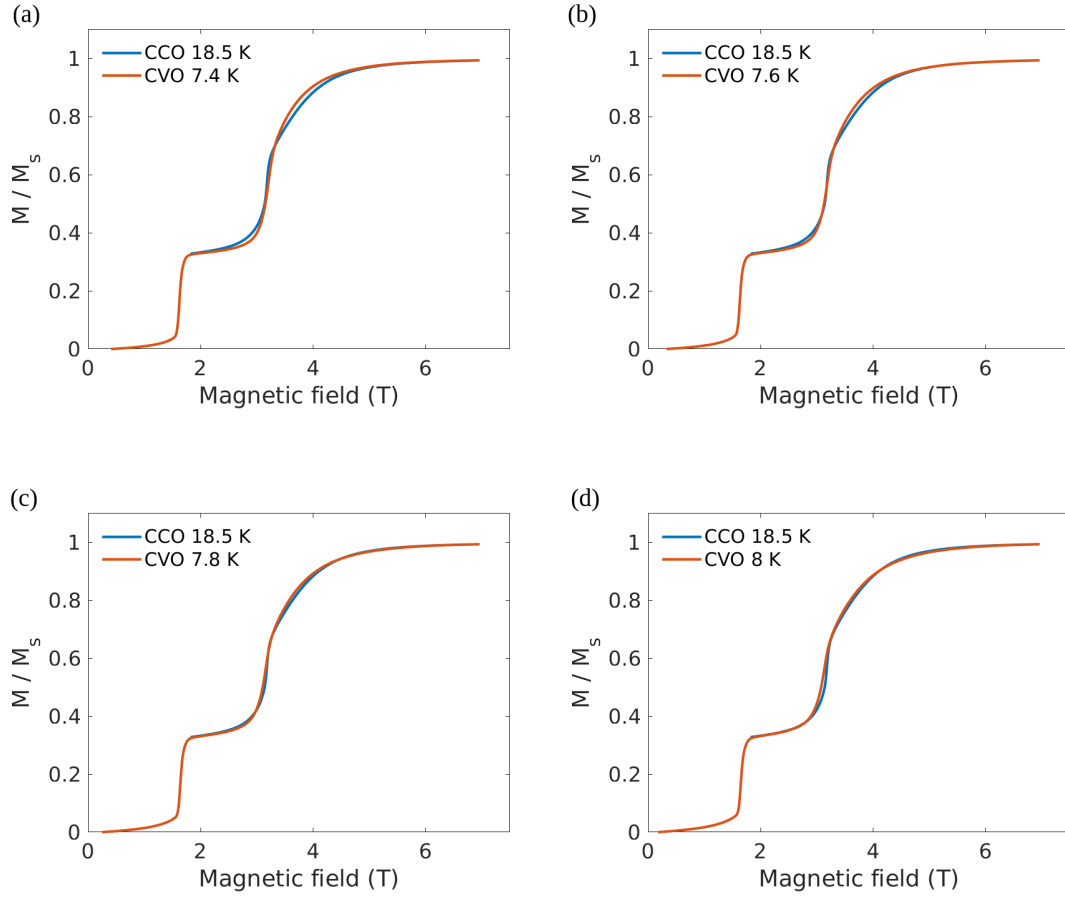 (a)
CCO 18.5 K
CVO 7.4 K
M / Ms
1
0.8
0.6
0.4
0.2
0
0 2 4 6
Magnetic field (T)
(b)
CCO 18.5 K
CVO 7.6 K
M / Ms
1
0.8
0.6
0.4
0.2
0
0 2 4 6
Magnetic field (T)
(c)
CCO 18.5 K
CVO 7.8 K
M / Ms
1
0.8
0.6
0.4
0.2
0
0 2 4 6
Magnetic field (T)
(d)
CCO 18.5 K
CVO 8 K
M / Ms
1
0.8
0.6
0.4
0.2
0
0 2 4 6
Magnetic field (T)